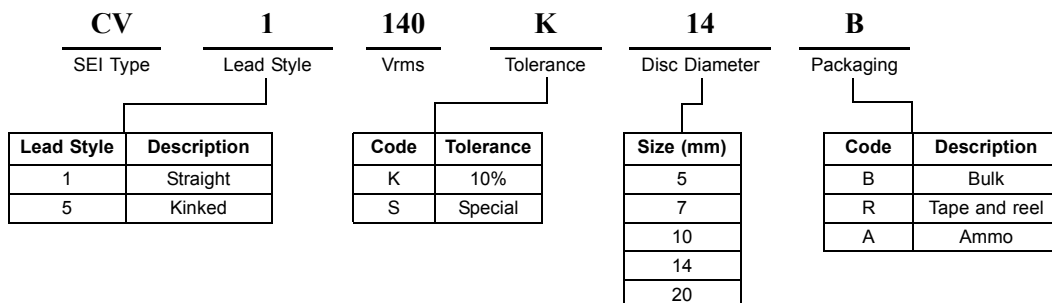 CV 1 140 K 14 B
SEI Type Lead Style Vrms Tolerance Disc Diameter Packaging
Lead Style Description
1 Straight
5 Kinked
Code Tolerance
K 10%
S Special
Size (mm)
5
7
10
14
20
Code Description
B Bulk
R Tape and reel
A Ammo